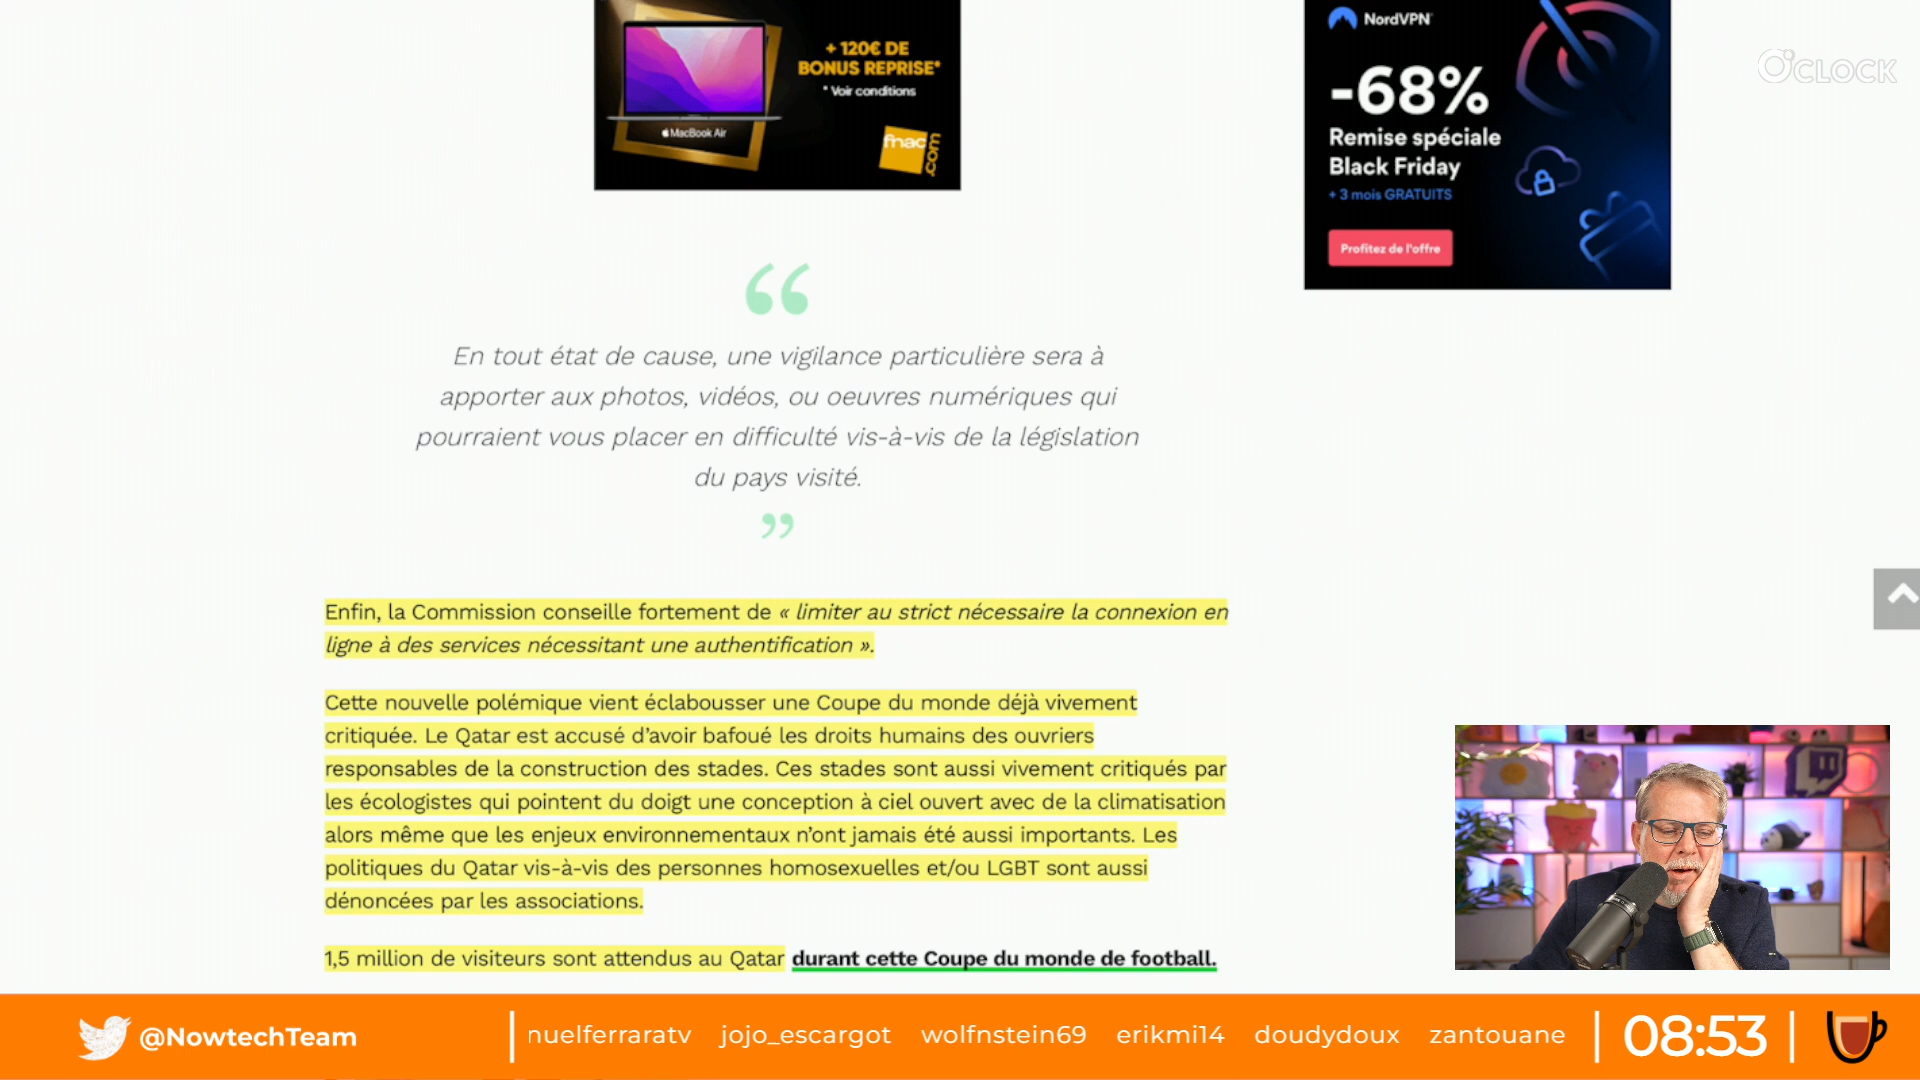 + 120€ DE
BONUS REPRISE*
* Voir conditions
MacBook Air
fnac
.com
NordVPN
-68%
Remise spéciale
Black Friday
+ 3 mois GRATUITS
Profitez de l'offre
O'CLOCK
“
En tout état de cause, une vigilance particulière sera à
apporter aux photos, vidéos, ou oeuvres numériques qui
pourraient vous placer en difficulté vis-à-vis de la législation
du pays visité.
”
Enfin, la Commission conseille fortement de « limiter au strict nécessaire la connexion en
ligne à des services nécessitant une authentification ».
Cette nouvelle polémique vient éclabousser une Coupe du monde déjà vivement
critiquée. Le Qatar est accusé d’avoir bafoué les droits humains des ouvriers
responsables de la construction des stades. Ces stades sont aussi vivement critiqués par
les écologistes qui pointent du doigt une conception à ciel ouvert avec de la climatisation
alors même que les enjeux environnementaux n’ont jamais été aussi importants. Les
politiques du Qatar vis-à-vis des personnes homosexuelles et/ou LGBT sont aussi
dénoncées par les associations.
1,5 million de visiteurs sont attendus au Qatar durant cette Coupe du monde de football.
@NowtechTeam
nuelferraratv jojo_escargot wolfnstein69 erikmi14 doudydoux zantouane
08:53